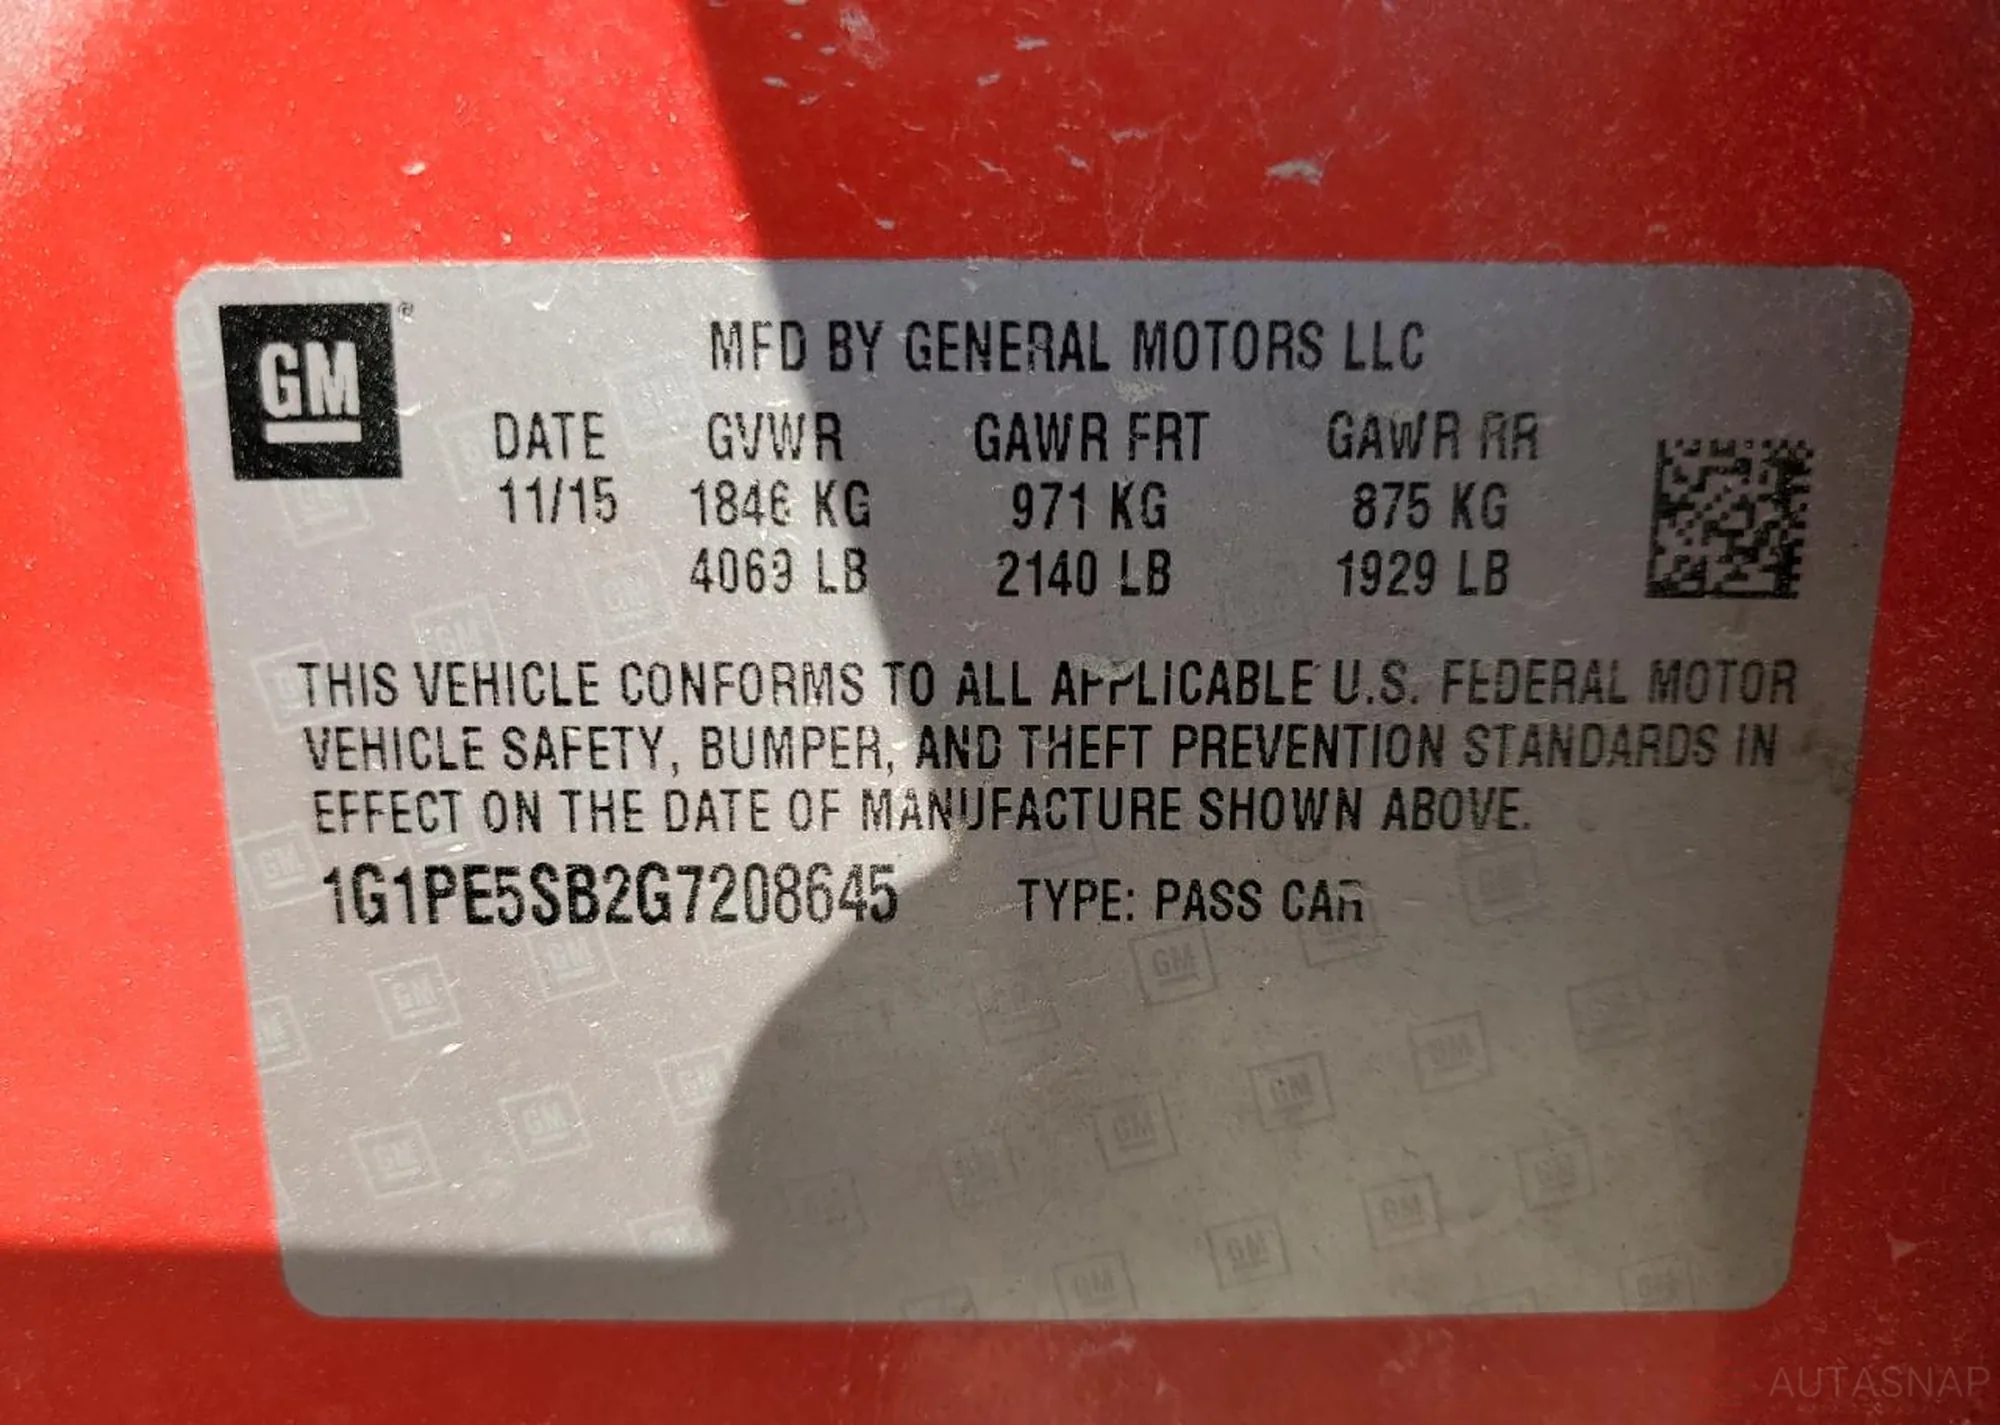 GM ®
MFD BY GENERAL MOTORS LLC
DATE GVWR GAWR FRT GAWR RR
11/15 1846 KG 971 KG 875 KG
4069 LB 2140 LB 1929 LB
THIS VEHICLE CONFORMS TO ALL APPLICABLE U.S. FEDERAL MOTOR
VEHICLE SAFETY, BUMPER, AND THEFT PREVENTION STANDARDS IN
EFFECT ON THE DATE OF MANUFACTURE SHOWN ABOVE.
1G1PE5SB2G7208645 TYPE: PASS CAR
AUTASNAP